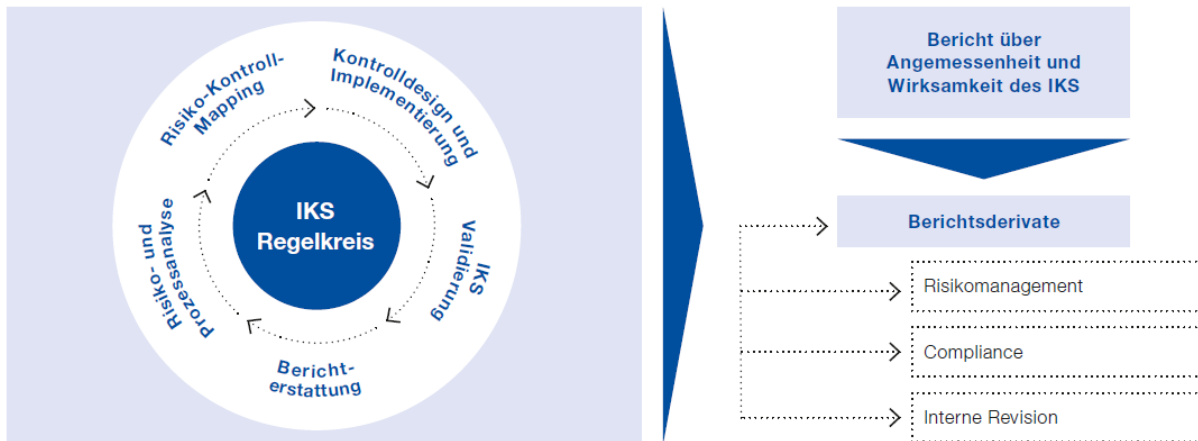 Risiko-Kontroll-
Mapping
Kontrolldesign und
Implementierung
IKS
Validierung
Bericht-
erstattung
Risiko- und
Prozessanalyse
IKS
Regelkreis
Bericht über
Angemessenheit und
Wirksamkeit des IKS
Berichtsderivate
Risikomanagement
Compliance
Interne Revision